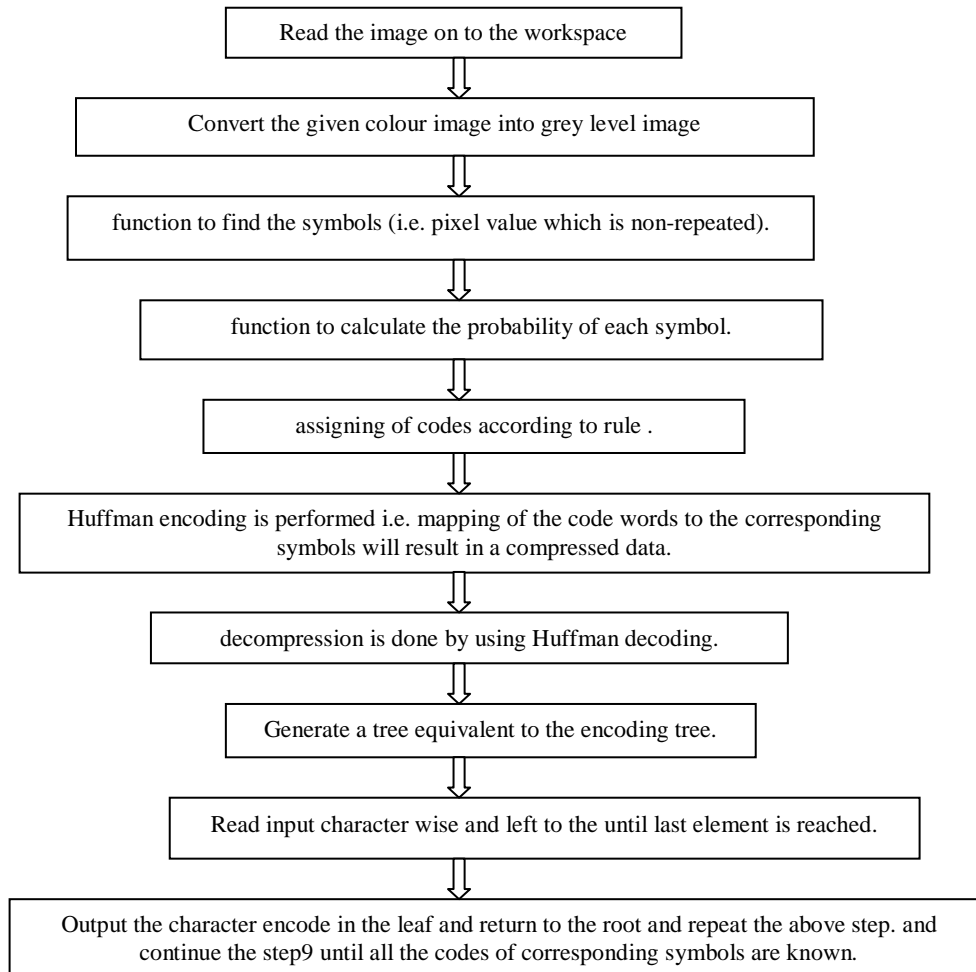 Read the image on to the workspace
Convert the given colour image into grey level image
function to find the symbols (i.e. pixel value which is non-repeated).
function to calculate the probability of each symbol.
assigning of codes according to rule .
Huffman encoding is performed i.e. mapping of the code words to the corresponding
symbols will result in a compressed data.
decompression is done by using Huffman decoding.
Generate a tree equivalent to the encoding tree.
Read input character wise and left to the until last element is reached.
Output the character encode in the leaf and return to the root and repeat the above step. and
continue the step9 until all the codes of corresponding symbols are known.